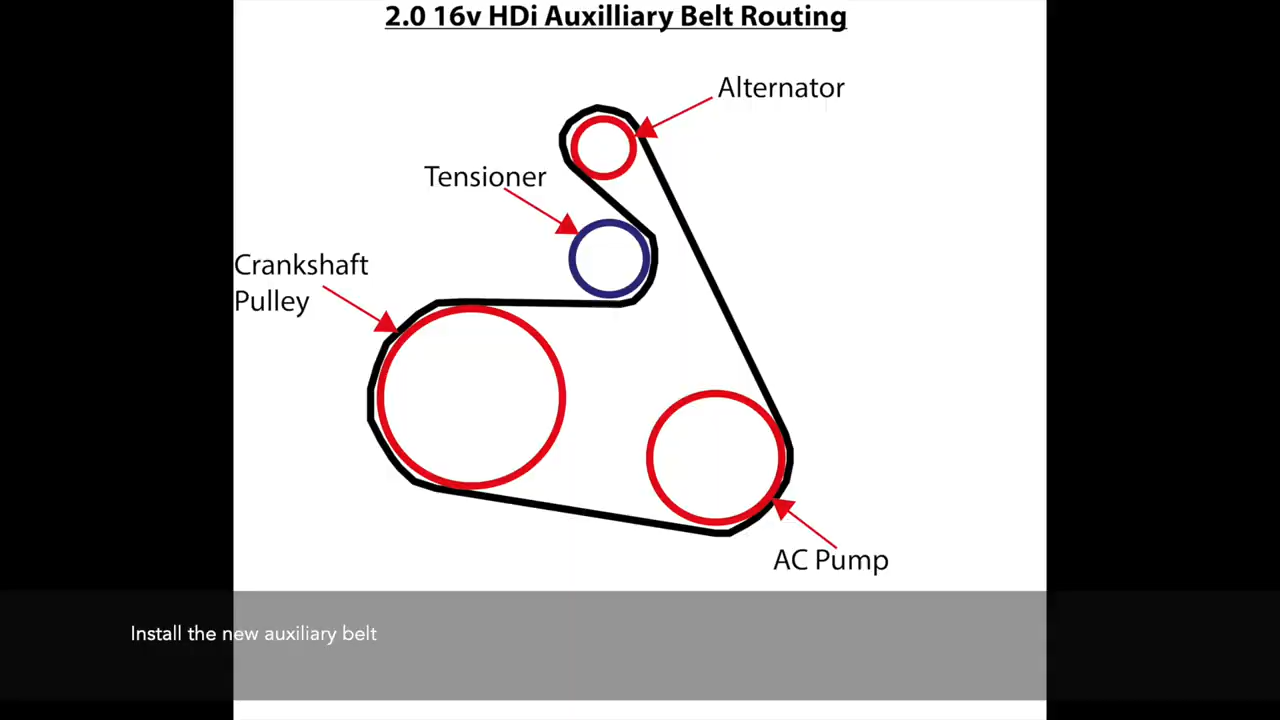 2.0 16v HDi Auxilliary Belt Routing
Alternator
Tensioner
Crankshaft
Pulley
AC Pump
Install the new auxiliary belt